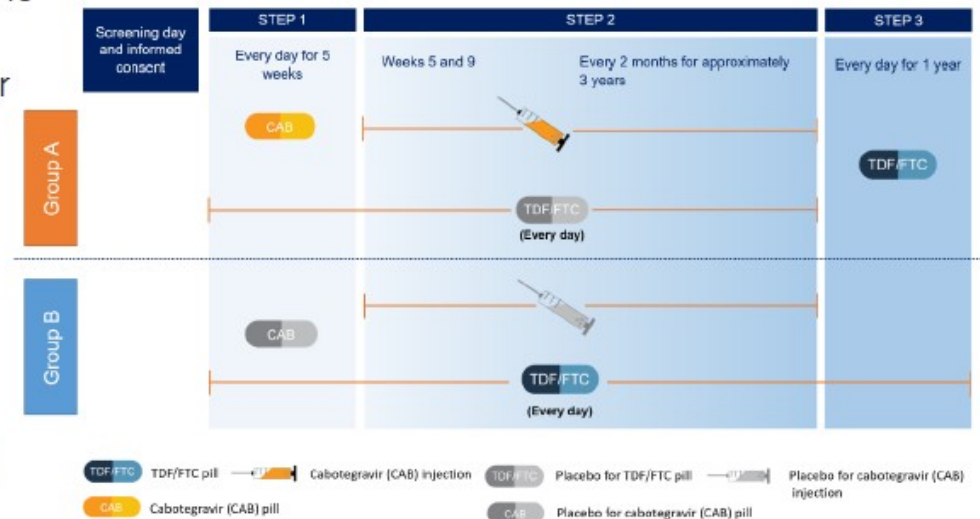 STEP 1
STEP 2
STEP 3
Screening day
and informed
consent
Every day for 5
weeks
Weeks 5 and 9
Every 2 months for approximately
3 years
Every day for 1 year
r
Group A
CAB
TDF/FTC
TDF/FTC
(Every day)
Group B
CAB
TDF/FTC
(Every day)
TDF/FTC TDF/FTC pill
Cabotegravir (CAB) injection
TDF/FTC Placebo for TDF/FTC pill
Placebo for cabotegravir (CAB)
injection
CAB Cabotegravir (CAB) pill
CAB Placebo for cabotegravir (CAB) pill